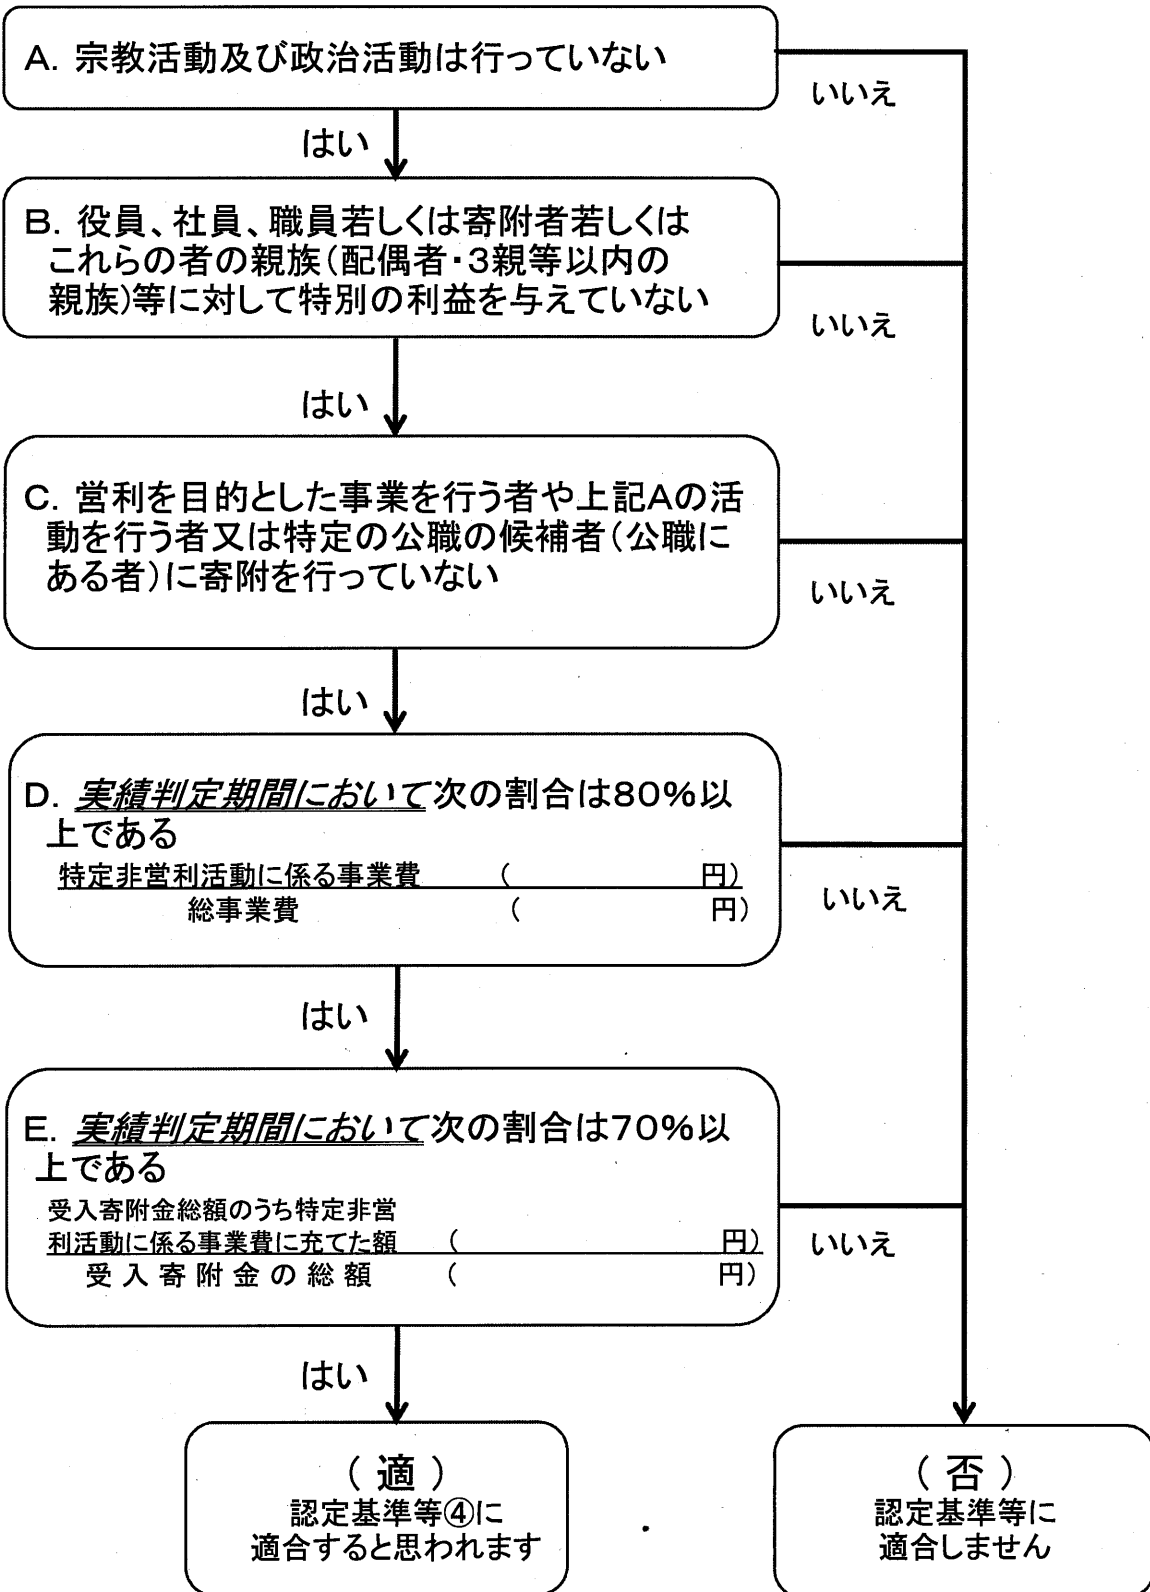 A. 宗教活動及び政治活動は行っていない
いいえ
はい
B. 役員、社員、職員若しくは寄附者若しくは
これらの者の親族(配偶者・3親等以内の
親族)等に対して特別の利益を与えていない
いいえ
はい
C. 営利を目的とした事業を行う者や上記Aの活
動を行う者又は特定の公職の候補者(公職に
ある者)に寄附を行っていない
いいえ
はい
D. 実績判定期間において次の割合は80%以
上である
特定非営利活動に係る事業費 ( 円)
総事業費 ( 円)
いいえ
はい
E. 実績判定期間において次の割合は70%以
上である
受入寄附金総額のうち特定非営
利活動に係る事業費に充てた額 ( 円)
受入寄附金の総額 ( 円)
いいえ
はい
(適)
認定基準等④に
適合すると思われます
(否)
認定基準等に
適合しません